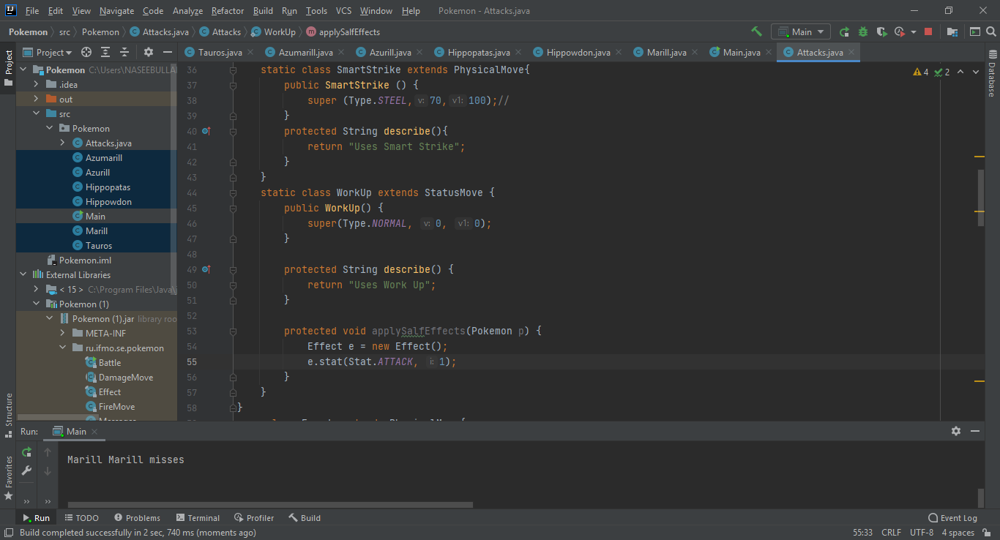 File Edit View Navigate Code Analyze Refactor Build Run Tools VCS Window Help Pokemon - Attacks.java
Pokemon src Pokemon Attacks.java Attacks WorkUp applySalfEffects Main
Project Tauros.java Azumarill.java Azurill.java Hippopatas.java Hippowdon.java Marill.java Main.java Attacks.java
Project
Pokemon C:\Users\NASEEBULLA
.idea
out
src
Pokemon
Attacks.java
Azumarill
Azurill
Hippopatas
Hippowdon
Main
Marill
Tauros
Pokemon.iml
External Libraries
< 15 > C:\Program Files\Java\
Pokemon (1)
Pokemon (1).jar library roo
META-INF
ru.ifmo.se.pokemon
Battle
DamageMove
Effect
FireMove
Messages
Structure
Favorites
4 2
Database
36 static class SmartStrike extends PhysicalMove{
37 public SmartStrike () {
38 super (Type.STEEL, v: 70, v1: 100);//
39 }
40 protected String describe(){
41 return "Uses Smart Strike";
42 }
43 }
44 static class WorkUp extends StatusMove {
45 public WorkUp() {
46 super(Type.NORMAL, v: 0, v1: 0);
47 }
48
49 protected String describe() {
50 return "Uses Work Up";
51 }
52
53 protected void applySalfEffects(Pokemon p) {
54 Effect e = new Effect();
55 e.stat(Stat.ATTACK, i: 1);
56 }
57 }
58 }
Run: Main
Marill Marill misses
Run TODO Problems Terminal Profiler Build Event Log
Build completed successfully in 2 sec, 740 ms (moments ago) 55:33 CRLF UTF-8 4 spaces